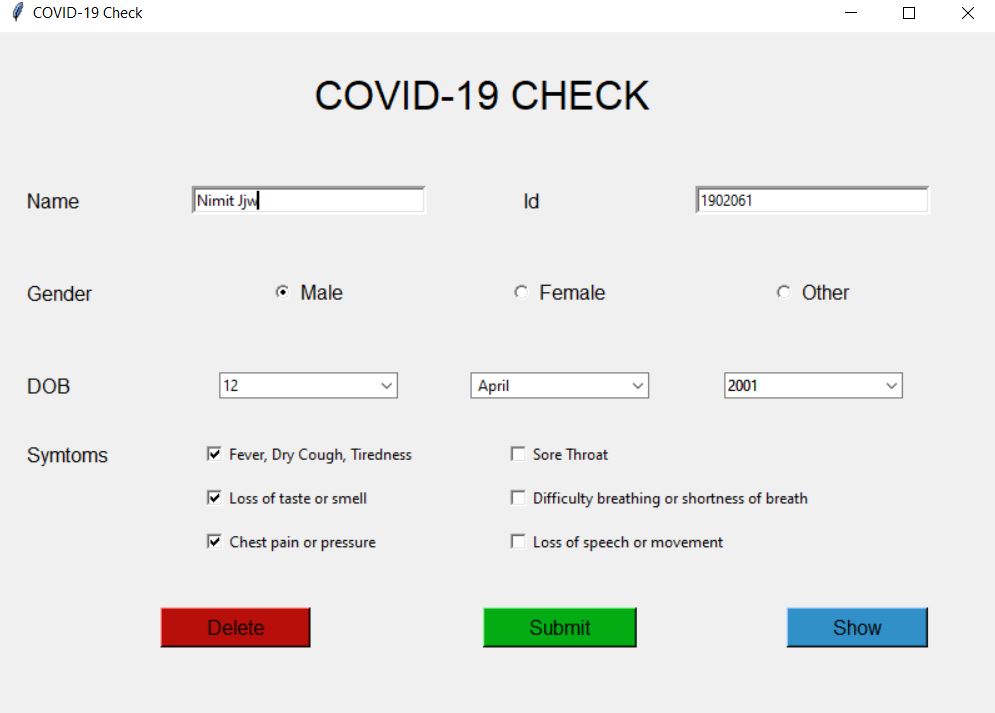 COVID-19 Check
COVID-19 CHECK
Name Nimit Jjw Id 1902061
Gender Male Female Other
DOB 12 April 2001
Symtoms Fever, Dry Cough, Tiredness Sore Throat
Loss of taste or smell Difficulty breathing or shortness of breath
Chest pain or pressure Loss of speech or movement
Delete Submit Show